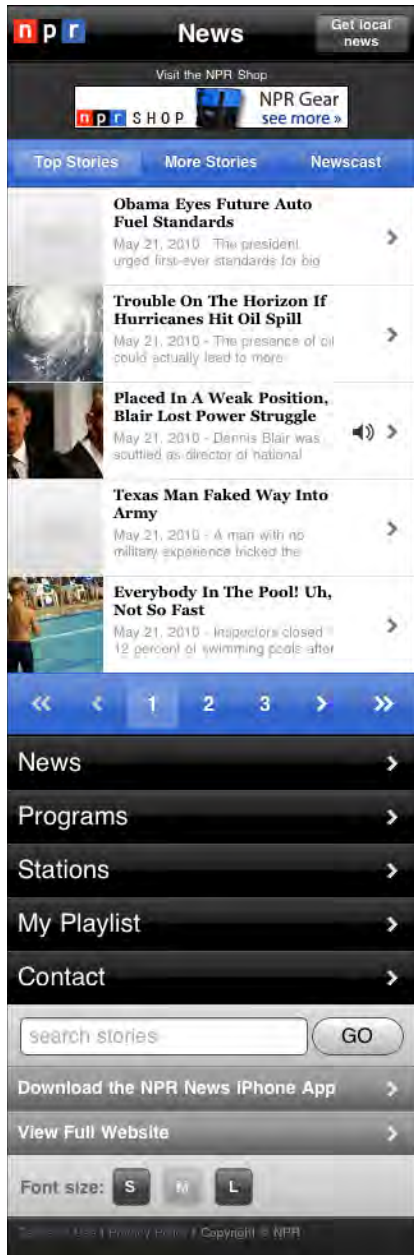 npr
News
Get local
news
Visit the NPR Shop
npr SHOP
NPR Gear
see more »
Top Stories More Stories Newscast
Obama Eyes Future Auto
Fuel Standards
May 21, 2010 - The president
urged first-ever standards for big
Trouble On The Horizon If
Hurricanes Hit Oil Spill
May 21, 2010 - The presence of oil
could actually lead to more
Placed In A Weak Position,
Blair Lost Power Struggle
May 21, 2010 - Dennis Blair was
scuttled as director of national
Texas Man Faked Way Into
Army
May 21, 2010 - A man with no
military experience tricked the
Everybody In The Pool! Uh,
Not So Fast
May 21, 2010 - Inspectors closed
12 percent of swimming pools after
« < 1 2 3 > »
News
Programs
Stations
My Playlist
Contact
search stories
GO
Download the NPR News iPhone App
View Full Website
Font size: S M L
Terms of Use | Privacy Policy | Copyright © NPR